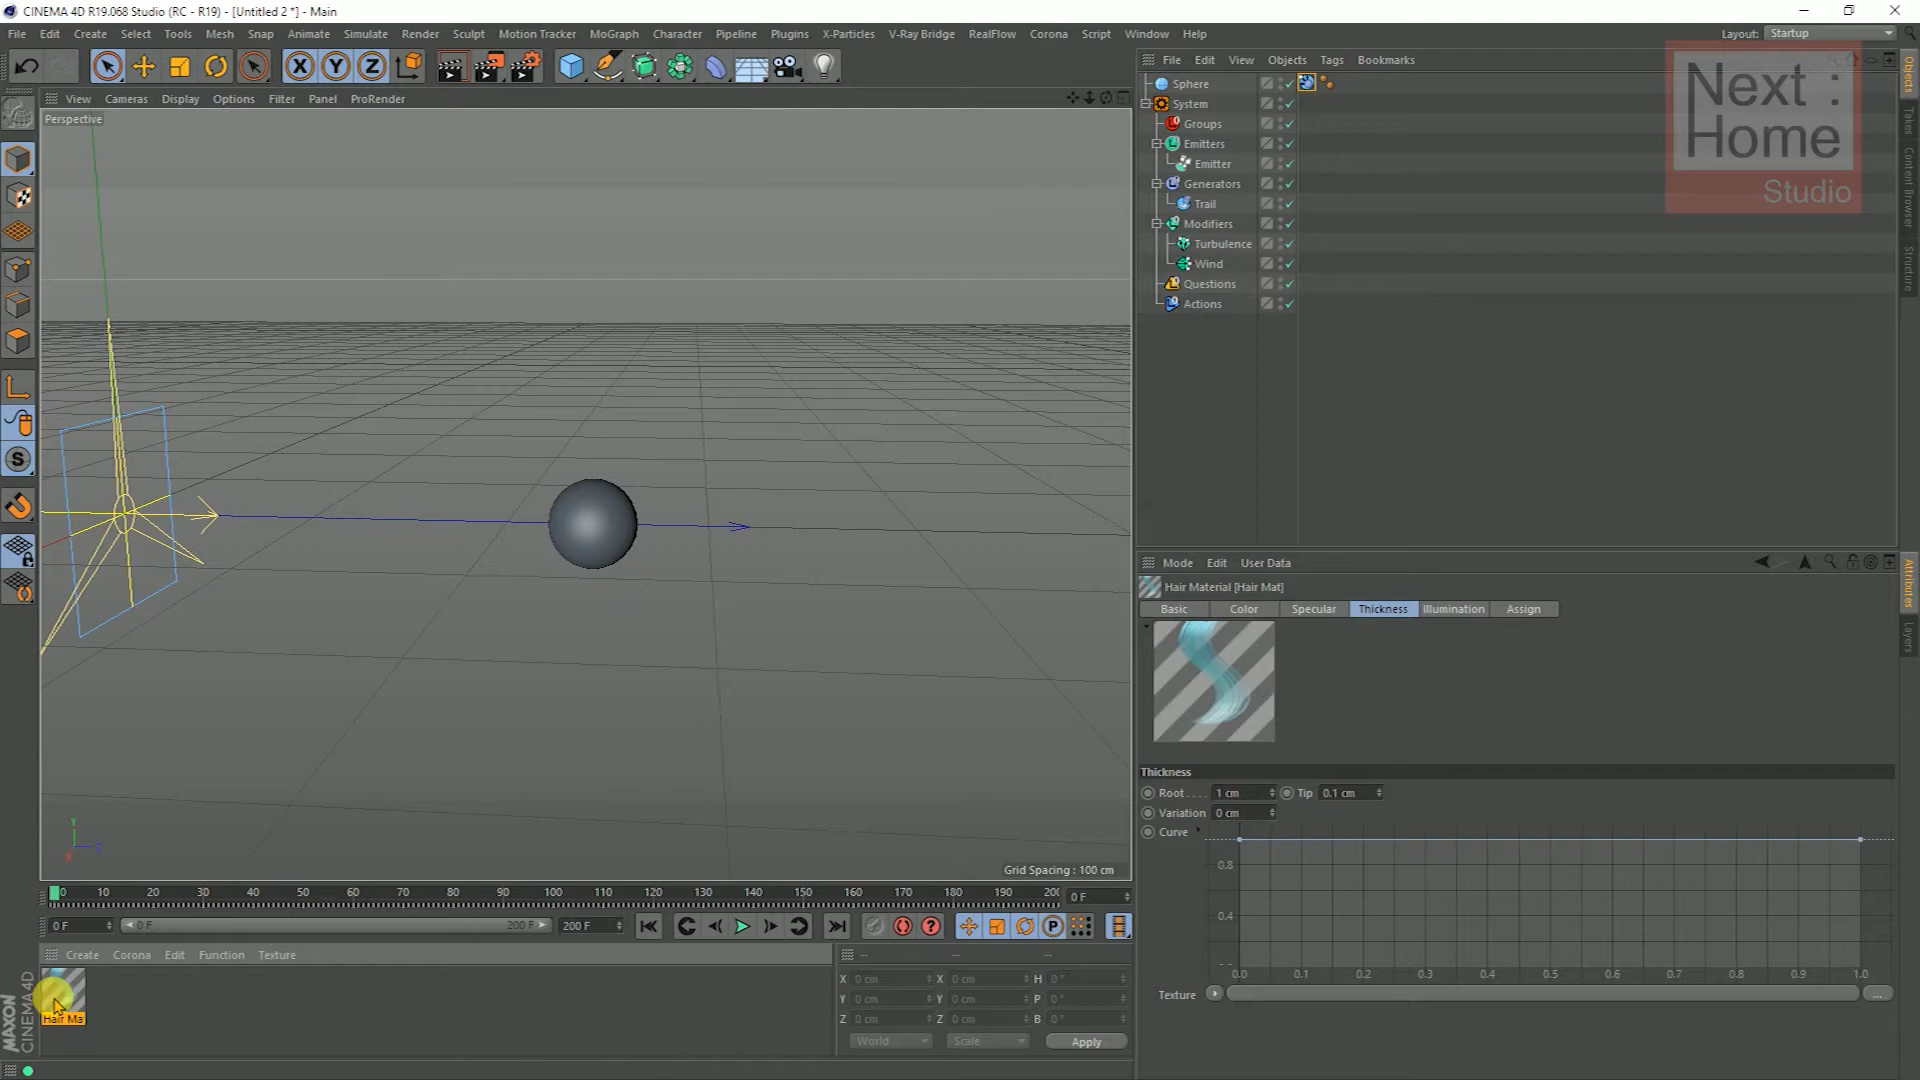 CINEMA 4D R19.068 Studio (RC - R19) - [Untitled 2 *] - Main
File Edit Create Select Tools Mesh Snap Animate Simulate Render Sculpt Motion Tracker MoGraph Character Pipeline Plugins X-Particles V-Ray Bridge RealFlow Corona Script Window Help
Layout: Startup
File Edit View Objects Tags Bookmarks
View Cameras Display Options Filter Panel ProRender
Perspective
Sphere
System
Groups
Emitters
Emitter
Generators
Trail
Modifiers
Turbulence
Wind
Questions
Actions
Next :
Home
Studio
Objects
Takes
Content Browser
Structure
Mode Edit User Data
Hair Material [Hair Mat]
Basic Color Specular Thickness Illumination Assign
Attributes
Layers
Thickness
Root . . . . 1 cm Tip 0.1 cm
Variation 0 cm
Curve
0.8
0.4
0.0 0.1 0.2 0.3 0.4 0.5 0.6 0.7 0.8 0.9 1.0
Texture ...
Y
X Z
Grid Spacing : 100 cm
0 10 20 30 40 50 60 70 80 90 100 110 120 130 140 150 160 170 180 190 200
0 F
0 F 0 F 200 F 200 F
Create Corona Edit Function Texture
Hair Ma
-- -- --
X 0 cm X 0 cm H 0 °
Y 0 cm Y 0 cm P 0 °
Z 0 cm Z 0 cm B 0 °
World Scale Apply
MAXON
CINEMA 4D